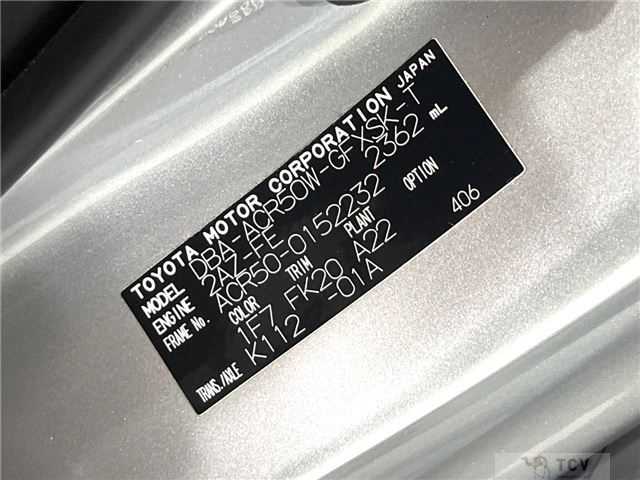 TOYOTA MOTOR CORPORATION JAPAN
MODEL DBA-ACR50W-GFXSK-T
ENGINE 2AZ-FE 2362 mL
FRAME No. ACR50-0152232
COLOR TRIM PLANT OPTION
1F7 FK20 A22 406
TRANS./AXLE K112 -01A
TCV